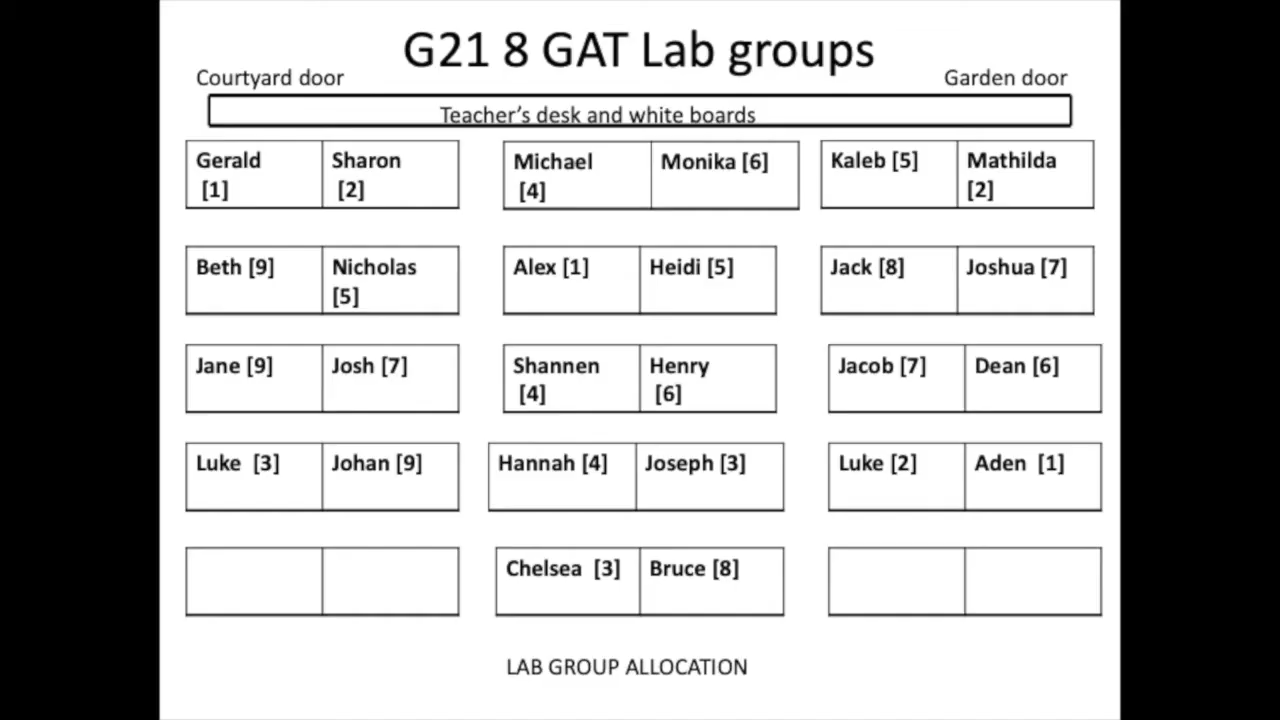 G21 8 GAT Lab groups
Courtyard door
Garden door
Teacher's desk and white boards
Gerald
[1]
Sharon
[2]
Michael
[4]
Monika [6]
Kaleb [5]
Mathilda
[2]
Beth [9]
Nicholas
[5]
Alex [1]
Heidi [5]
Jack [8]
Joshua [7]
Jane [9]
Josh [7]
Shannen
[4]
Henry
[6]
Jacob [7]
Dean [6]
Luke  [3]
Johan [9]
Hannah [4]
Joseph [3]
Luke [2]
Aden  [1]
Chelsea  [3]
Bruce [8]
LAB GROUP ALLOCATION